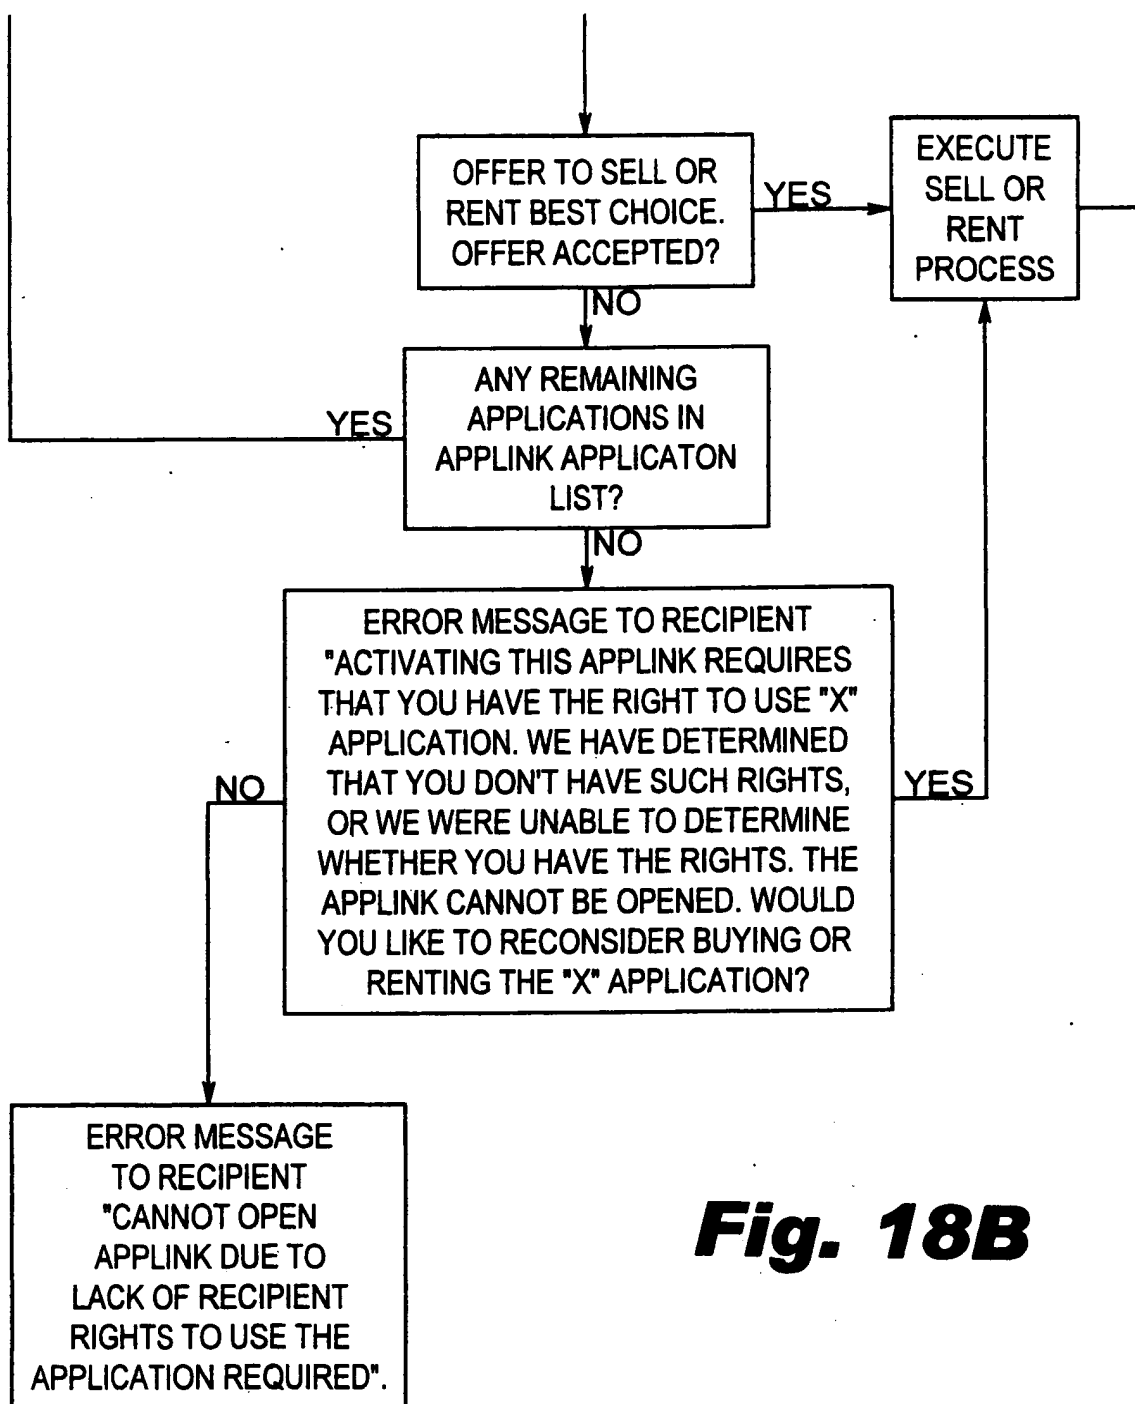 OFFER TO SELL OR
RENT BEST CHOICE.
OFFER ACCEPTED?
YES
EXECUTE
SELL OR
RENT
PROCESS
NO
ANY REMAINING
APPLICATIONS IN
APPLINK APPLICATON
LIST?
YES
NO
ERROR MESSAGE TO RECIPIENT
"ACTIVATING THIS APPLINK REQUIRES
THAT YOU HAVE THE RIGHT TO USE "X"
APPLICATION. WE HAVE DETERMINED
THAT YOU DON'T HAVE SUCH RIGHTS,
OR WE WERE UNABLE TO DETERMINE
WHETHER YOU HAVE THE RIGHTS. THE
APPLINK CANNOT BE OPENED. WOULD
YOU LIKE TO RECONSIDER BUYING OR
RENTING THE "X" APPLICATION?
NO
YES
ERROR MESSAGE
TO RECIPIENT
"CANNOT OPEN
APPLINK DUE TO
LACK OF RECIPIENT
RIGHTS TO USE THE
APPLICATION REQUIRED".
Fig. 18B